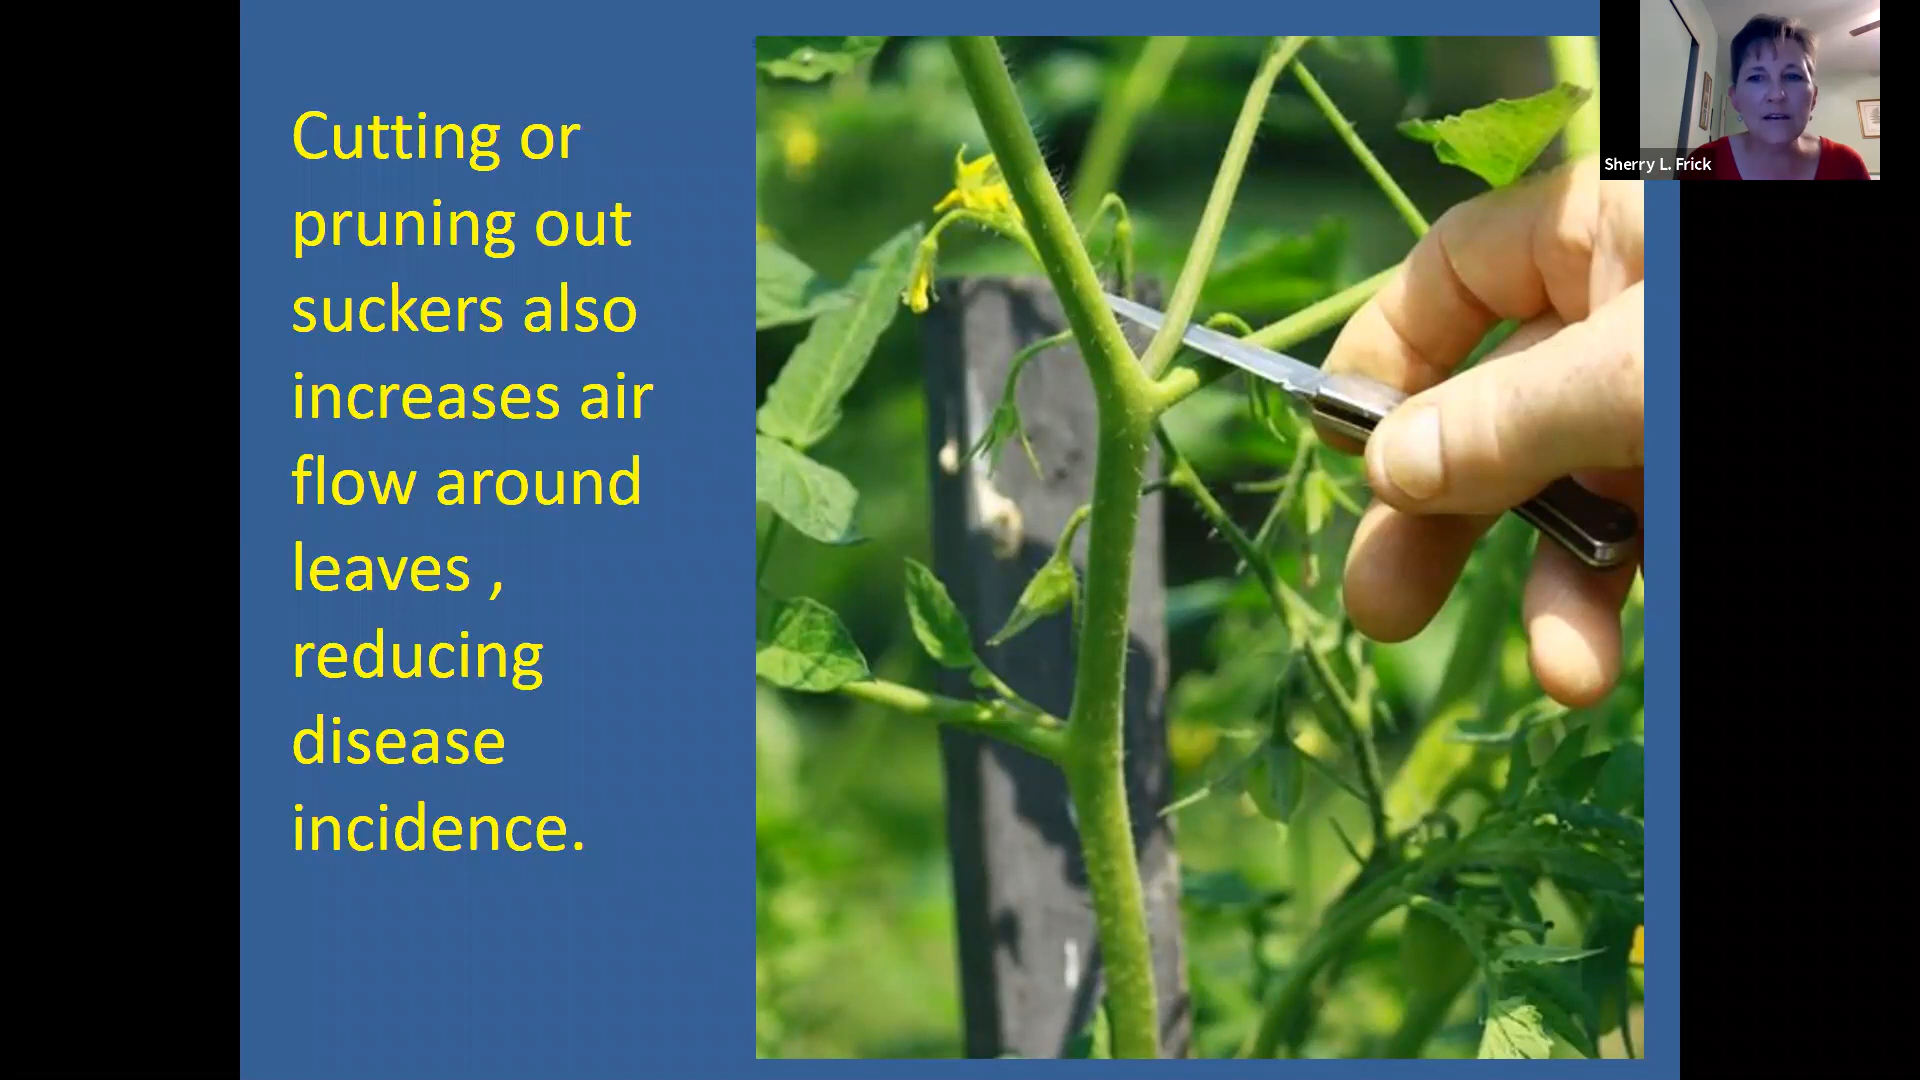 Cutting or
pruning out
suckers also
increases air
flow around
leaves ,
reducing
disease
incidence.
Sherry L. Frick